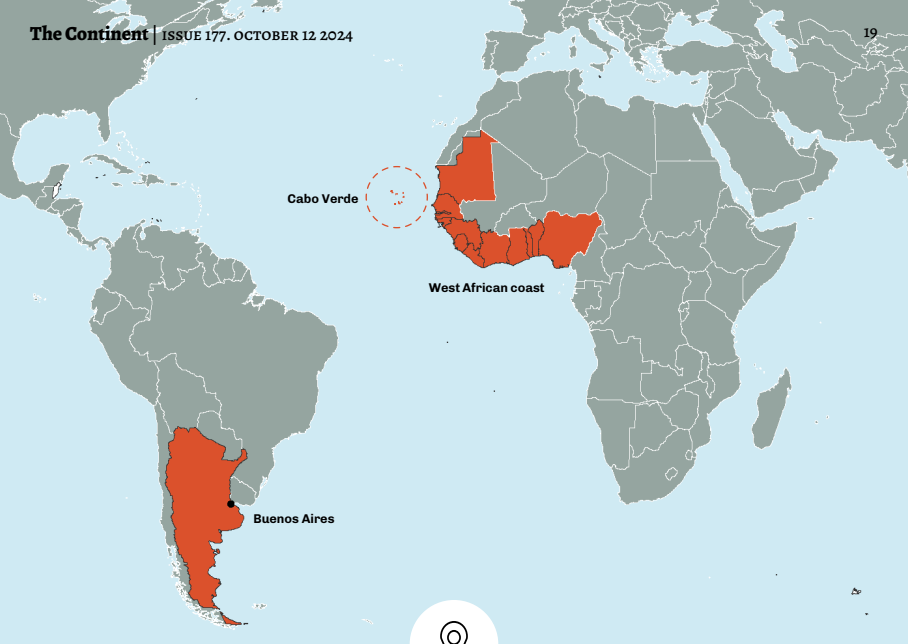 The Continent | ISSUE 177. OCTOBER 12 2024
19
Cabo Verde
West African coast
Buenos Aires